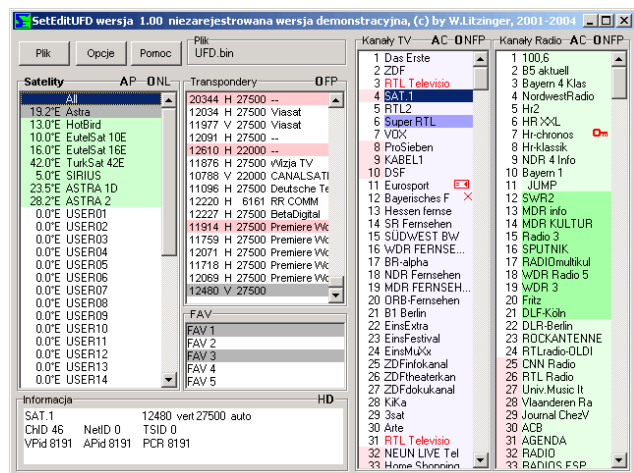 SetEditUFD wersja 1.00 niezarejestrowana wersja demonstracyjna, (c) by W.Litzinger, 2001-2004
Plik
Opcje
Pomoc
Plik
UFD.bin
Satelity AP ONL
All
19.2°E Astra
13.0°E HotBird
10.0°E EutelSat 10E
16.0°E EutelSat 16E
42.0°E TurkSat 42E
5.0°E SIRIUS
23.5°E ASTRA 1D
28.2°E ASTRA 2
0.0°E USER01
0.0°E USER02
0.0°E USER03
0.0°E USER04
0.0°E USER05
0.0°E USER06
0.0°E USER07
0.0°E USER08
0.0°E USER09
0.0°E USER10
0.0°E USER11
0.0°E USER12
0.0°E USER13
0.0°E USER14
Transpondery OFP
20344 H 27500 --
12034 H 27500 Viasat
11977 V 27500 Viasat
12091 H 27500 --
12610 H 22000 --
11876 H 27500 Wizja TV
10788 V 22000 CANALSATI
11096 H 27500 Deutsche Te
12220 H 6161 RR COMM
12227 H 27500 BetaDigital
11914 H 27500 Premiere Wo
11759 H 27500 Premiere Wo
12071 H 27500 Premiere Wo
11718 H 27500 Premiere Wo
12069 H 27500 Premiere Wo
12480 V 27500
FAV
FAV 1
FAV 2
FAV 3
FAV 4
FAV 5
Informacja HD
SAT.1 12480 vert 27500 auto
ChID 46 NetID 0 TSID 0
VPid 8191 APid 8191 PCR 8191
Kanały TV AC ONFP
1 Das Erste
2 ZDF
3 RTL Televisio
4 SAT.1
5 RTL2
6 Super RTL
7 VOX
8 ProSieben
9 KABEL1
10 DSF
11 Eurosport
12 Bayerisches F
13 Hessen fernse
14 SR Fernsehen
15 SÜDWEST BW
16 WDR FERNSE...
17 BR-alpha
18 NDR Fernsehen
19 MDR FERNSEH...
20 ORB-Fernsehen
21 B1 Berlin
22 EinsExtra
23 EinsFestival
24 EinsMuXx
25 ZDFinfokanal
26 ZDFtheaterkan
27 ZDFdokukanal
28 KiKa
29 3sat
30 Arte
31 RTL Televisio
32 NEUN LIVE Tel
33 Home Shopping
Kanały Radio AC ONFP
1 100,6
2 B5 aktuell
3 Bayern 4 Klas
4 NordwestRadio
5 Hr2
6 HR XXL
7 Hr-chronos
8 Hr-klassik
9 NDR 4 Info
10 Bayern 1
11 JUMP
12 SWR2
13 MDR info
14 MDR KULTUR
15 Radio 3
16 SPUTNIK
17 RADIOmultikul
18 WDR Radio 5
19 WDR 3
20 Fritz
21 DLF-Köln
22 DLR-Berlin
23 ROCKANTENNE
24 RTLradio-OLDI
25 CNN Radio
26 RTL Radio
27 Univ.Music It
28 Vlaanderen Ra
29 Journal ChezV
30 ACB
31 AGENDA
32 RADIO
33 RADIOS ESP